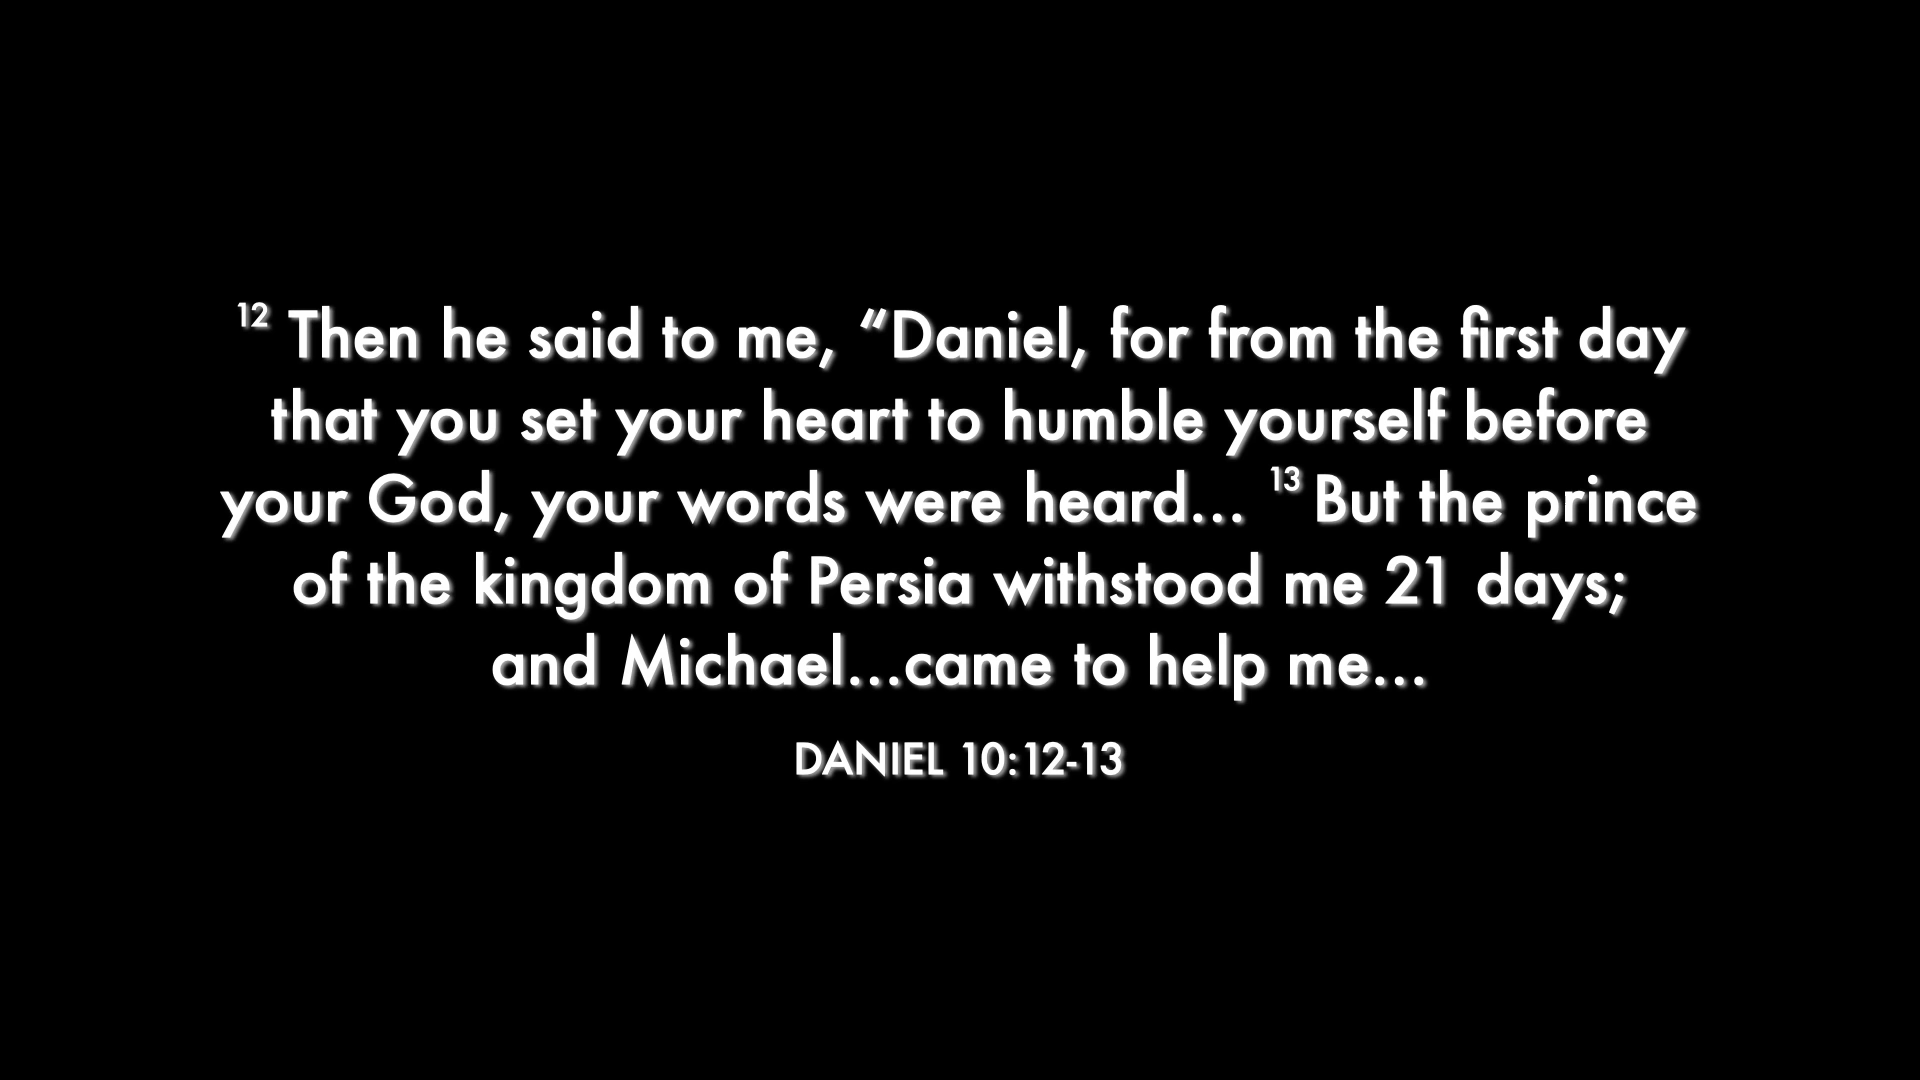 12 Then he said to me, “Daniel, for from the first day
that you set your heart to humble yourself before
your God, your words were heard... 13 But the prince
of the kingdom of Persia withstood me 21 days;
and Michael...came to help me...
DANIEL 10:12-13